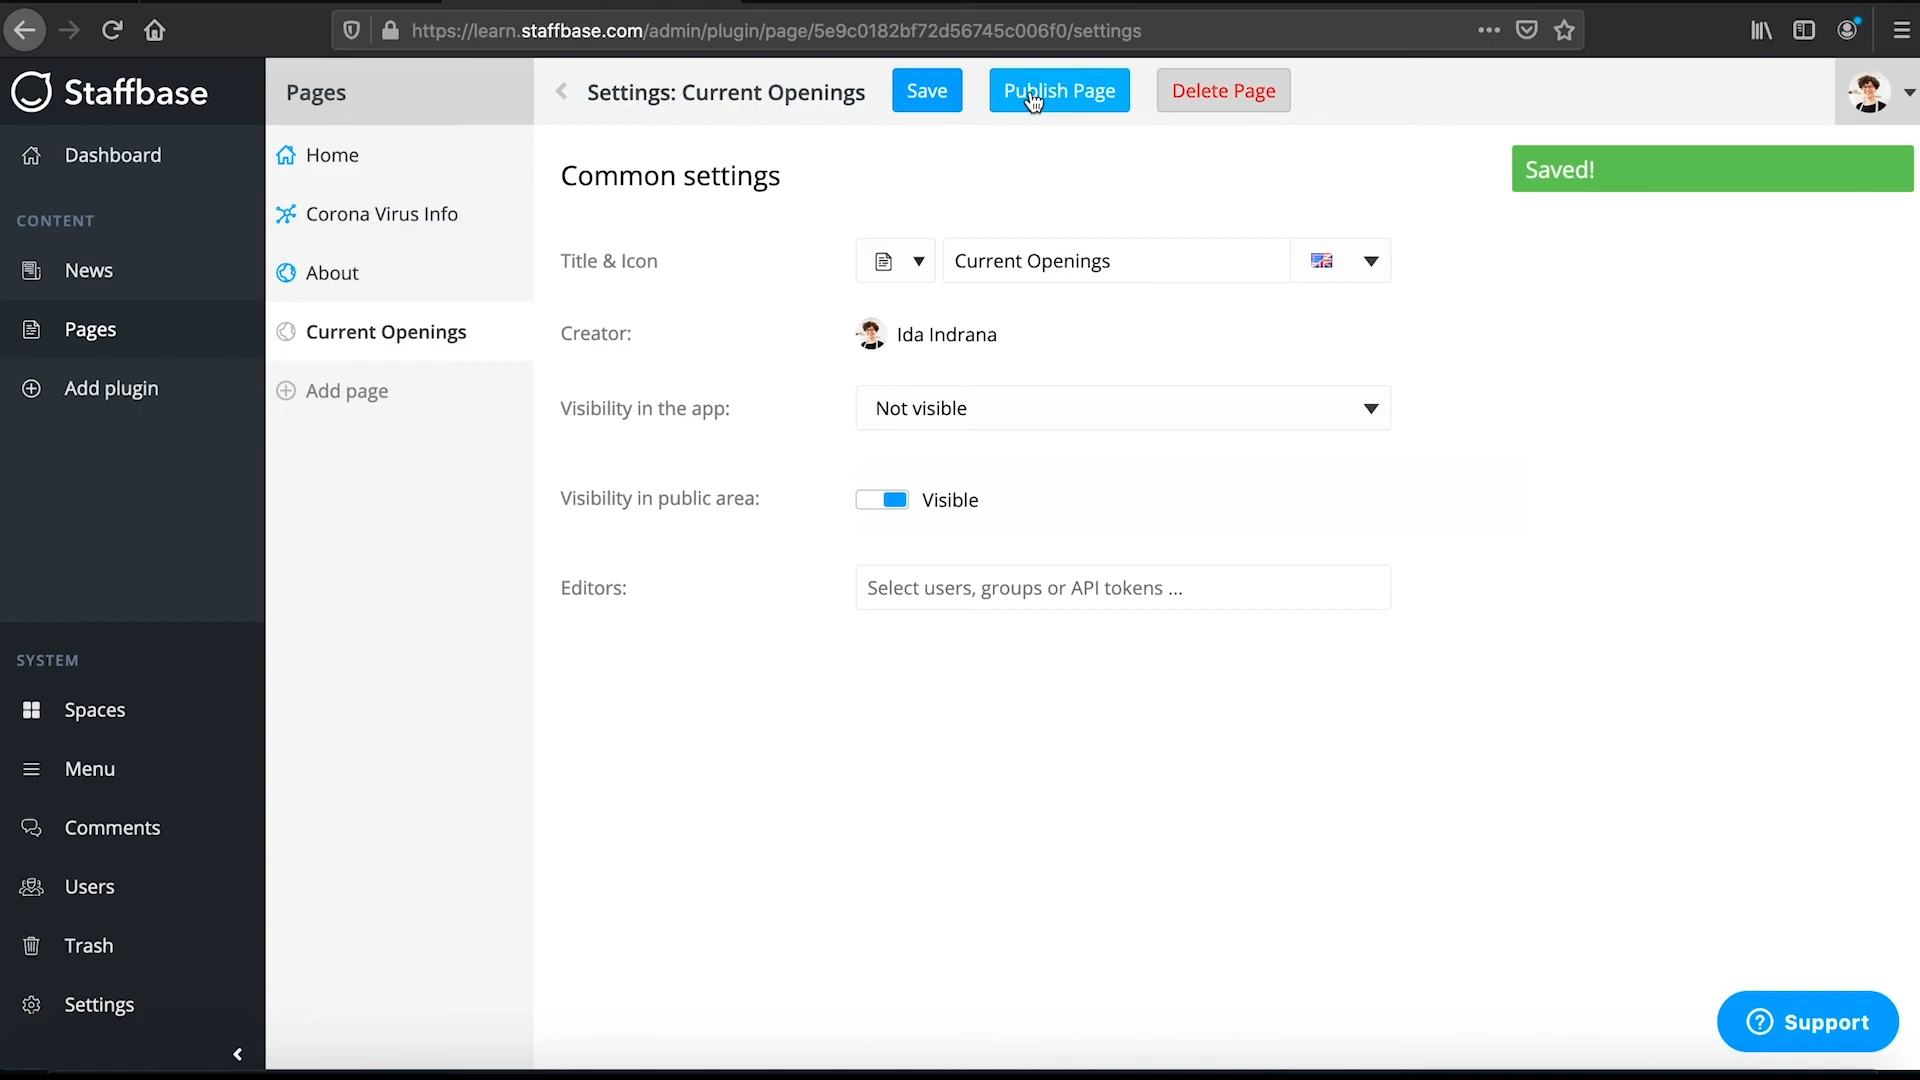 https://learn.staffbase.com/admin/plugin/page/5e9c0182bf72d56745c006f0/settings
Staffbase
Pages
Settings: Current Openings
Save
Publish Page
Delete Page
Dashboard
CONTENT
News
Pages
Add plugin
SYSTEM
Spaces
Menu
Comments
Users
Trash
Settings
Home
Corona Virus Info
About
Current Openings
Add page
Common settings
Saved!
Title & Icon
Current Openings
Creator:
Ida Indrana
Visibility in the app:
Not visible
Visibility in public area:
Visible
Editors:
Select users, groups or API tokens ...
Support